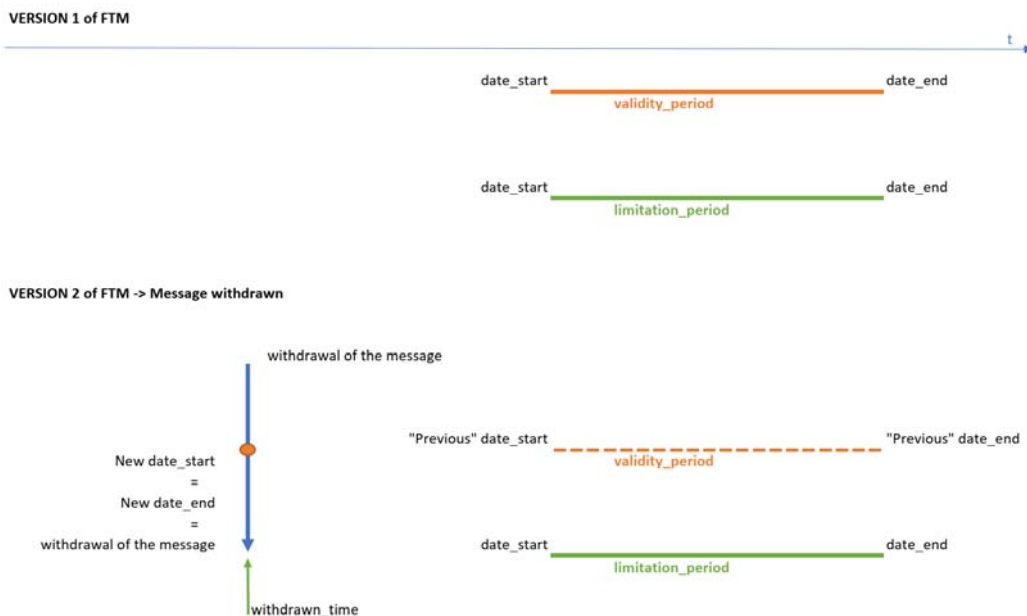 VERSION 1 of FTM
t
date_start
date_end
validity_period
date_start
date_end
limitation_period
VERSION 2 of FTM -> Message withdrawn
withdrawal of the message
"Previous" date_start
"Previous" date_end
validity_period
New date_start
=
New date_end
=
withdrawal of the message
date_start
date_end
limitation_period
withdrawn_time